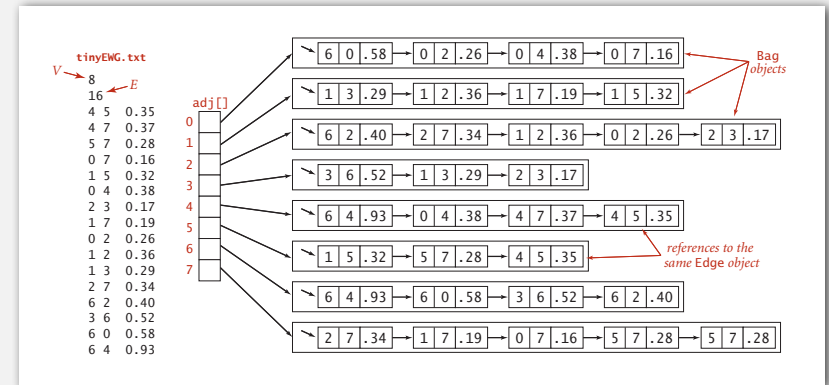 tinyEWG.txt
V
8
E
16
4 5 0.35
4 7 0.37
5 7 0.28
0 7 0.16
1 5 0.32
0 4 0.38
2 3 0.17
1 7 0.19
0 2 0.26
1 2 0.36
1 3 0.29
2 7 0.34
6 2 0.40
3 6 0.52
6 0 0.58
6 4 0.93
adj[]
0
1
2
3
4
5
6
7
6 0 .58 0 2 .26 0 4 .38 0 7 .16
1 3 .29 1 2 .36 1 7 .19 1 5 .32
6 2 .40 2 7 .34 1 2 .36 0 2 .26 2 3 .17
3 6 .52 1 3 .29 2 3 .17
6 4 .93 0 4 .38 4 7 .37 4 5 .35
1 5 .32 5 7 .28 4 5 .35
6 4 .93 6 0 .58 3 6 .52 6 2 .40
2 7 .34 1 7 .19 0 7 .16 5 7 .28 5 7 .28
Bag
objects
references to the
same Edge object